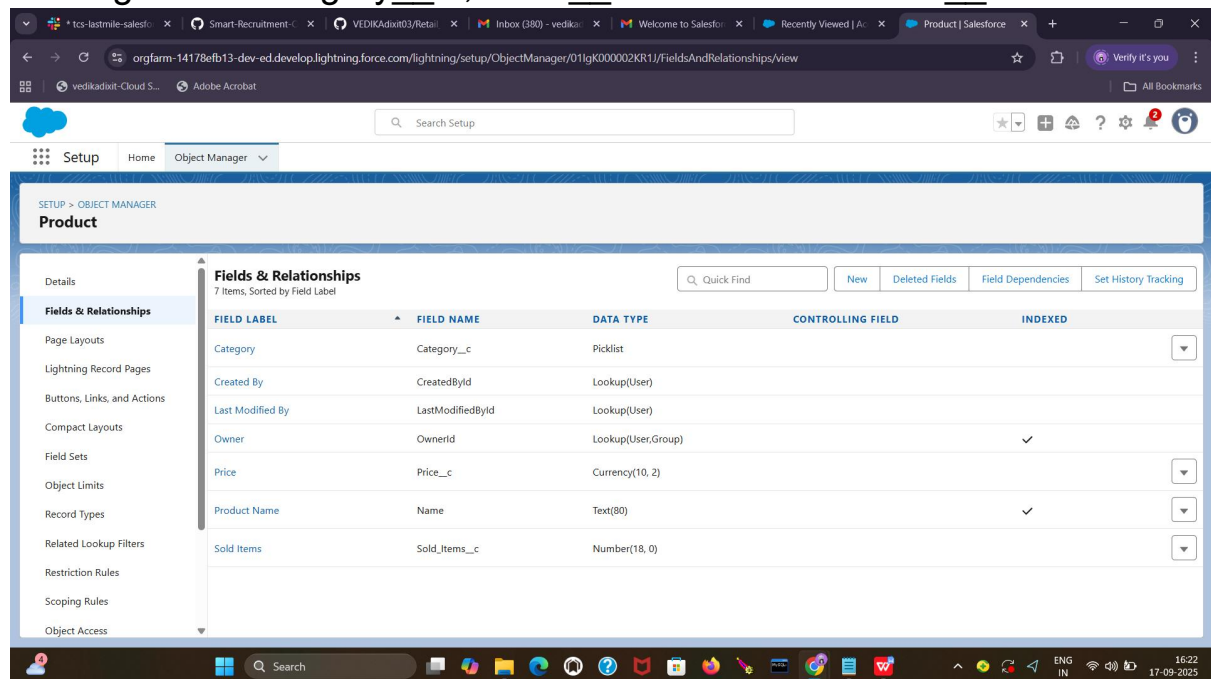 * tcs-lastmile-salesfo
Smart-Recruitment-C
VEDIKAdixit03/Retail
Inbox (380) - vedikad
Welcome to Salesforc
Recently Viewed | Ac
Product | Salesforce
orgfarm-14178efb13-dev-ed.develop.lightning.force.com/lightning/setup/ObjectManager/01IgK000002KR1J/FieldsAndRelationships/view
Verify it's you
vedikadixit-Cloud S...
Adobe Acrobat
All Bookmarks
Search Setup
2
Setup
Home
Object Manager
SETUP > OBJECT MANAGER
Product
Details
Fields & Relationships
Page Layouts
Lightning Record Pages
Buttons, Links, and Actions
Compact Layouts
Field Sets
Object Limits
Record Types
Related Lookup Filters
Restriction Rules
Scoping Rules
Object Access
Fields & Relationships
7 Items, Sorted by Field Label
Quick Find
New
Deleted Fields
Field Dependencies
Set History Tracking
FIELD LABEL FIELD NAME DATA TYPE CONTROLLING FIELD INDEXED
Category Category__c Picklist
Created By CreatedById Lookup(User)
Last Modified By LastModifiedById Lookup(User)
Owner OwnerId Lookup(User,Group)
Price Price__c Currency(10, 2)
Product Name Name Text(80)
Sold Items Sold_Items__c Number(18, 0)
4
Search
ENG
IN
16:22
17-09-2025